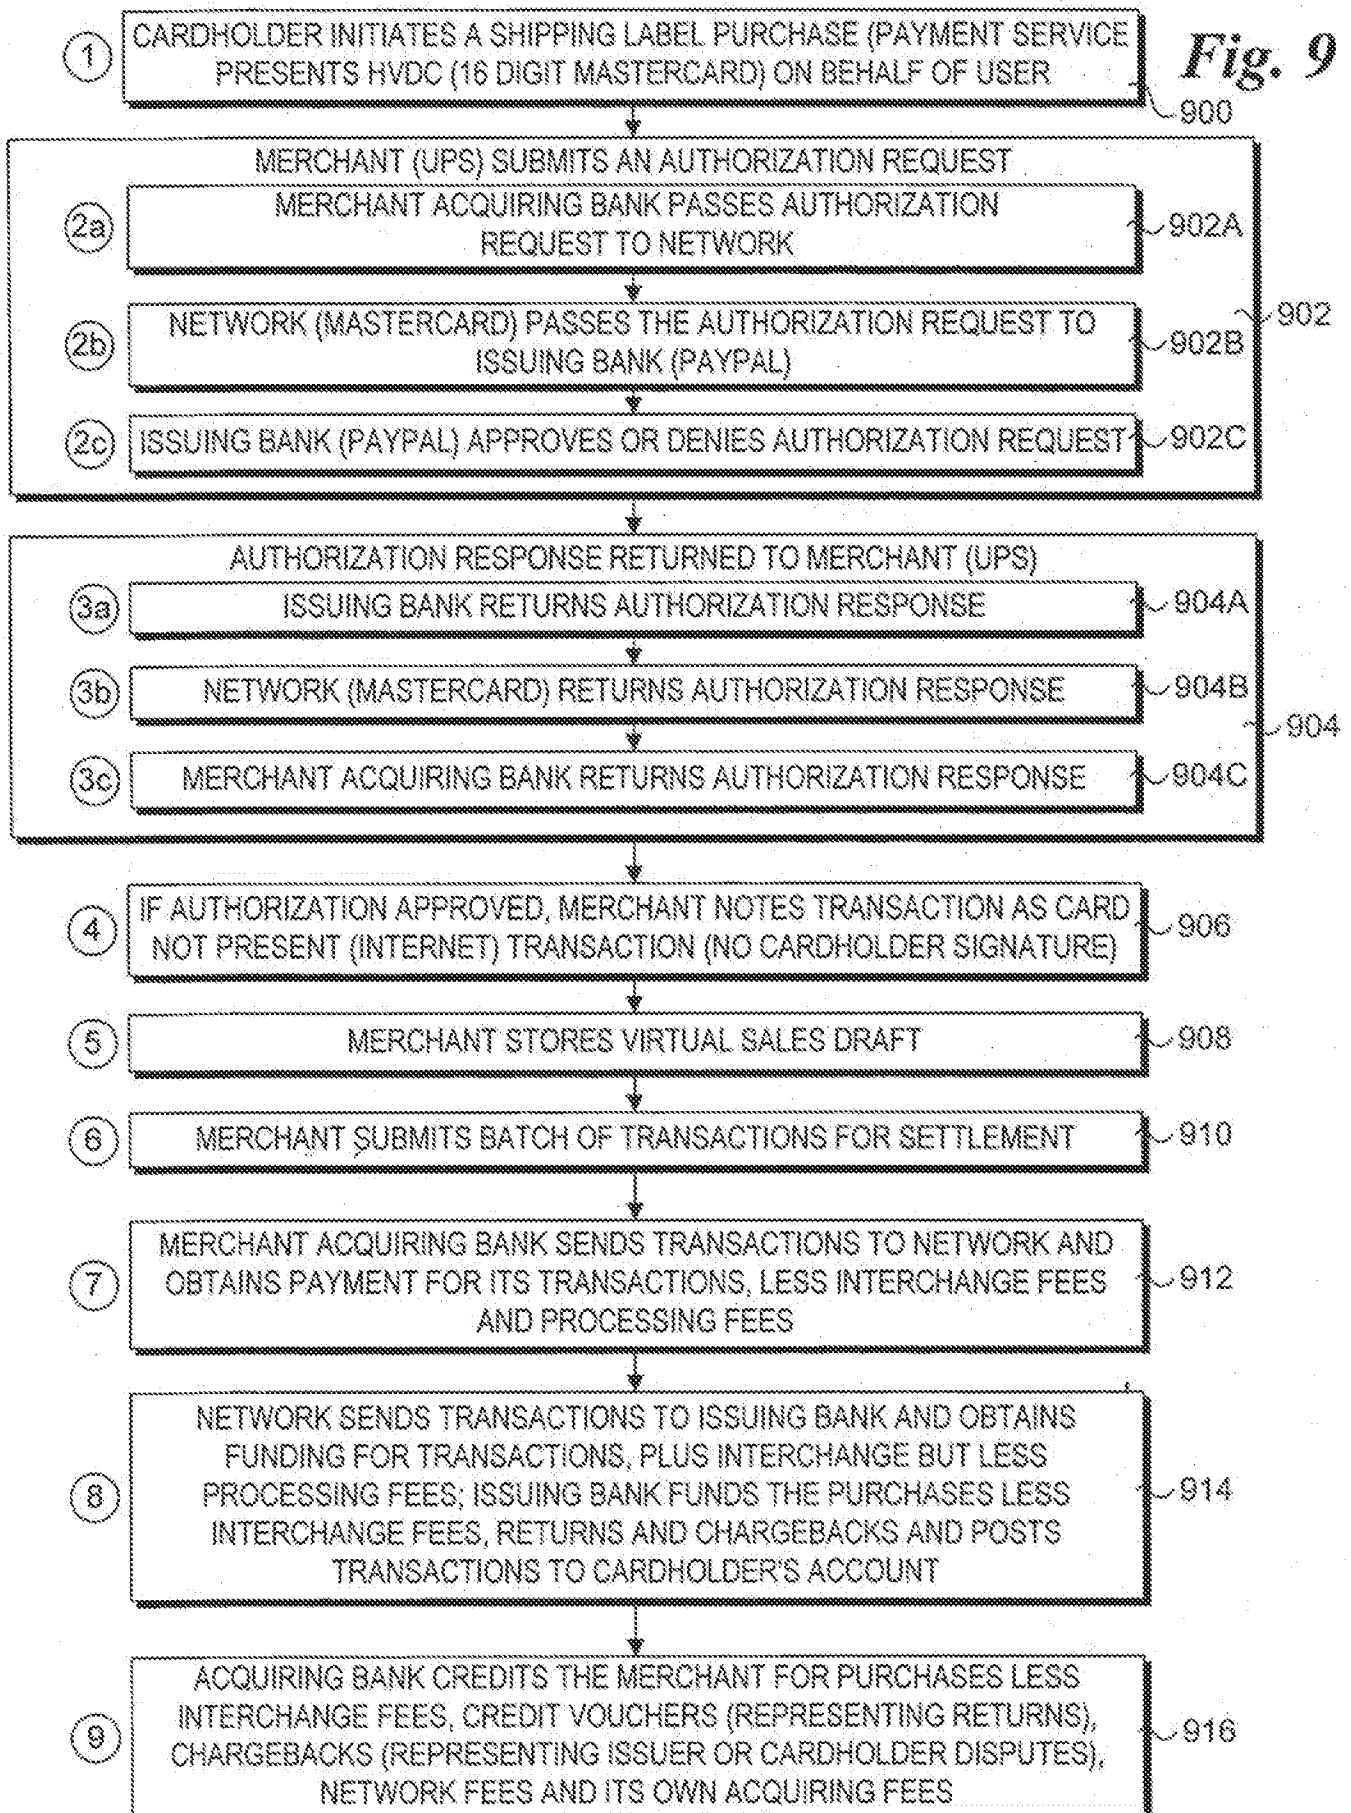 Fig. 9
1
CARDHOLDER INITIATES A SHIPPING LABEL PURCHASE (PAYMENT SERVICE
PRESENTS HVDC (16 DIGIT MASTERCARD) ON BEHALF OF USER
900
MERCHANT (UPS) SUBMITS AN AUTHORIZATION REQUEST
2a
MERCHANT ACQUIRING BANK PASSES AUTHORIZATION
REQUEST TO NETWORK
902A
2b
NETWORK (MASTERCARD) PASSES THE AUTHORIZATION REQUEST TO
ISSUING BANK (PAYPAL)
902B
902
2c
ISSUING BANK (PAYPAL) APPROVES OR DENIES AUTHORIZATION REQUEST
902C
AUTHORIZATION RESPONSE RETURNED TO MERCHANT (UPS)
3a
ISSUING BANK RETURNS AUTHORIZATION RESPONSE
904A
3b
NETWORK (MASTERCARD) RETURNS AUTHORIZATION RESPONSE
904B
904
3c
MERCHANT ACQUIRING BANK RETURNS AUTHORIZATION RESPONSE
904C
4
IF AUTHORIZATION APPROVED, MERCHANT NOTES TRANSACTION AS CARD
NOT PRESENT (INTERNET) TRANSACTION (NO CARDHOLDER SIGNATURE)
906
5
MERCHANT STORES VIRTUAL SALES DRAFT
908
6
MERCHANT SUBMITS BATCH OF TRANSACTIONS FOR SETTLEMENT
910
7
MERCHANT ACQUIRING BANK SENDS TRANSACTIONS TO NETWORK AND
OBTAINS PAYMENT FOR ITS TRANSACTIONS, LESS INTERCHANGE FEES
AND PROCESSING FEES
912
8
NETWORK SENDS TRANSACTIONS TO ISSUING BANK AND OBTAINS
FUNDING FOR TRANSACTIONS, PLUS INTERCHANGE BUT LESS
PROCESSING FEES; ISSUING BANK FUNDS THE PURCHASES LESS
INTERCHANGE FEES, RETURNS AND CHARGEBACKS AND POSTS
TRANSACTIONS TO CARDHOLDER'S ACCOUNT
914
9
ACQUIRING BANK CREDITS THE MERCHANT FOR PURCHASES LESS
INTERCHANGE FEES, CREDIT VOUCHERS (REPRESENTING RETURNS),
CHARGEBACKS (REPRESENTING ISSUER OR CARDHOLDER DISPUTES),
NETWORK FEES AND ITS OWN ACQUIRING FEES
916